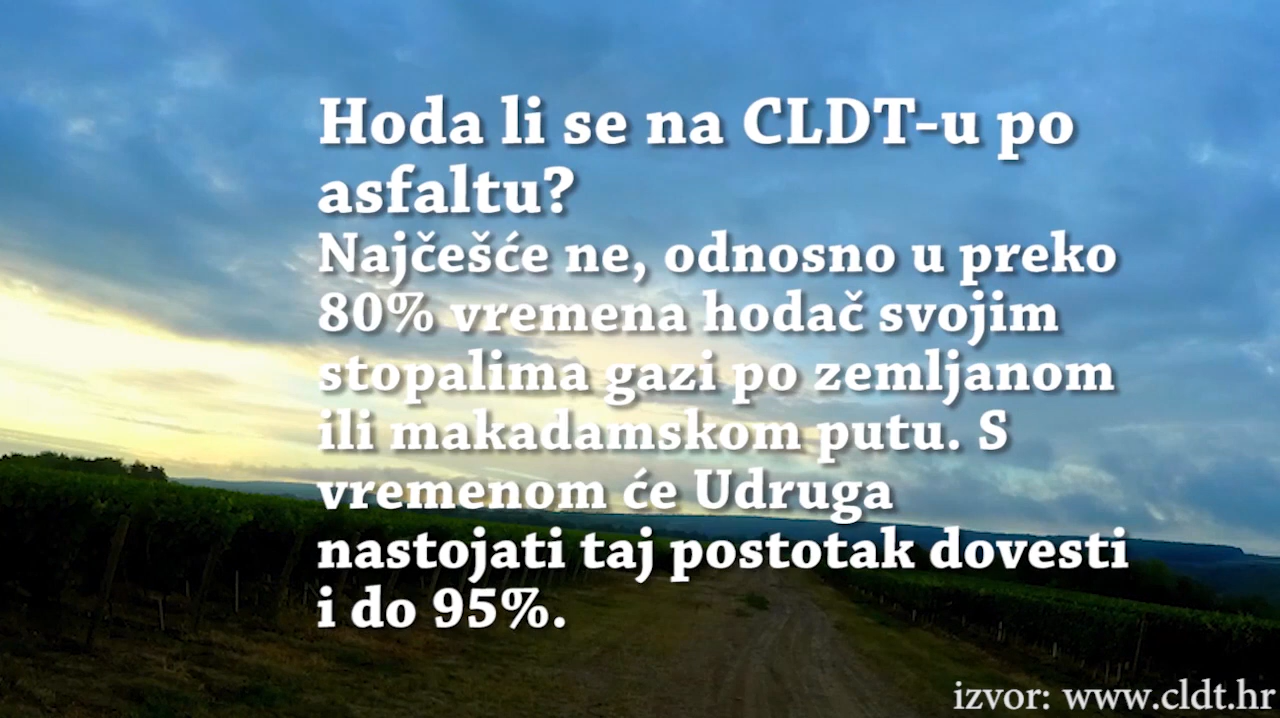 Hoda li se na CLDT-u po
asfaltu?
Najčešće ne, odnosno u preko
80% vremena hodač svojim
stopalima gazi po zemljanom
ili makadamskom putu. S
vremenom će Udruga
nastojati taj postotak dovesti
i do 95%.
izvor: www.cldt.hr